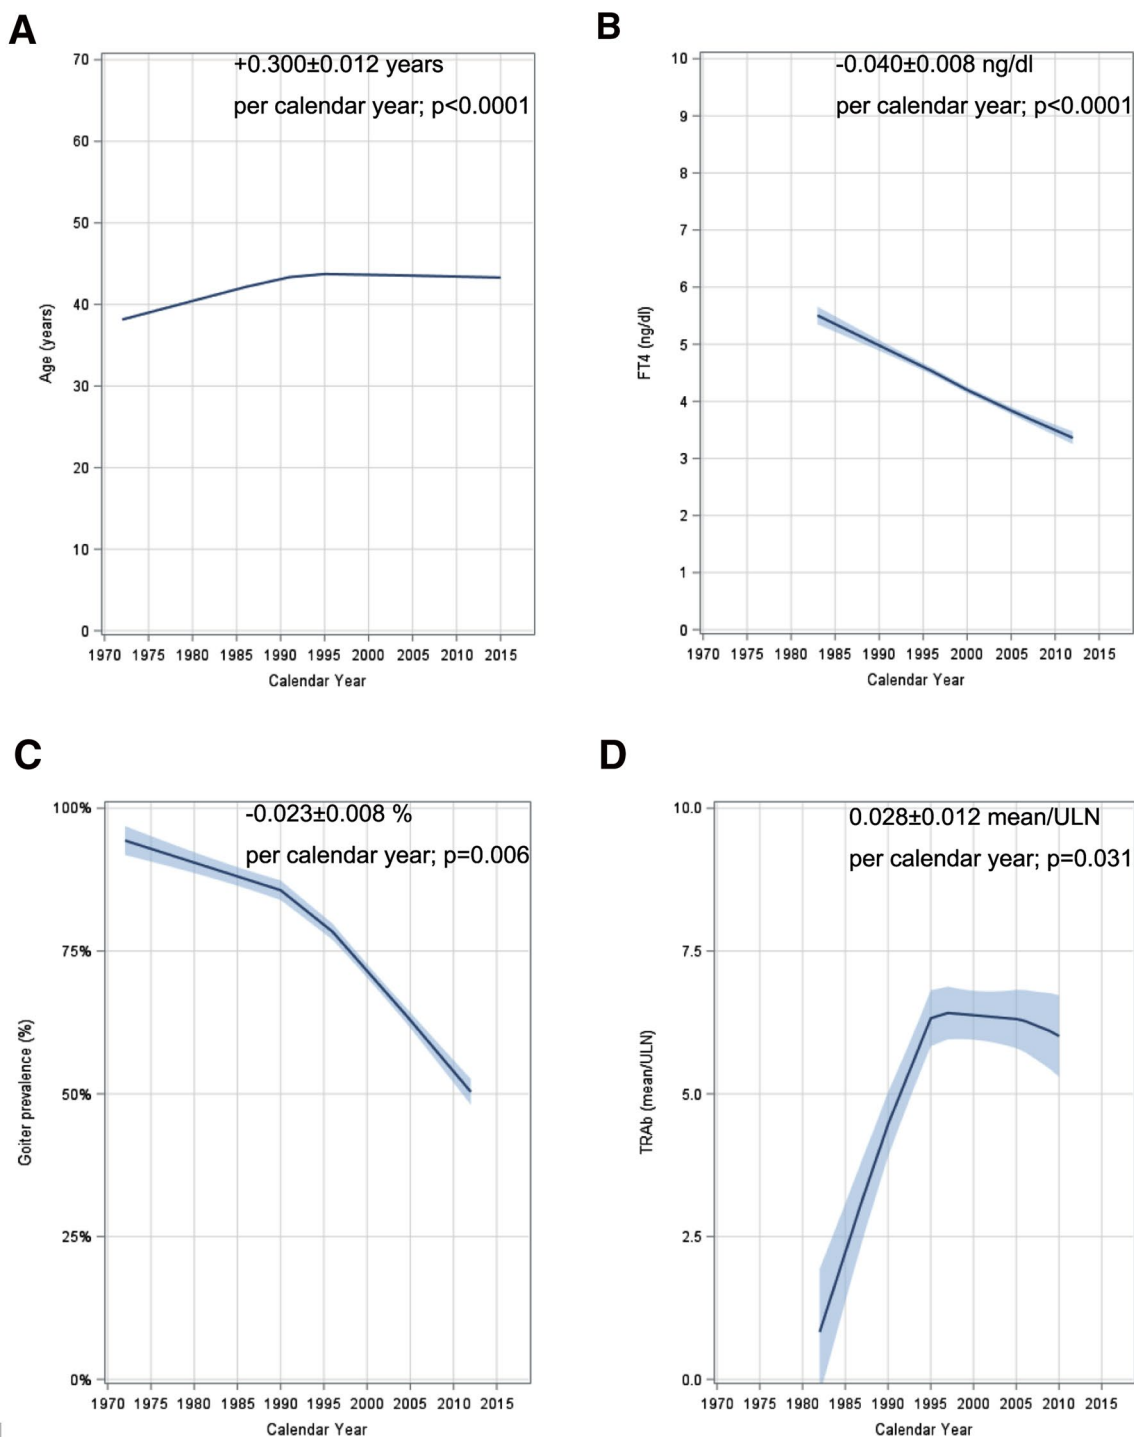 A
+0.300±0.012 years
per calendar year; p<0.0001
70
60
50
40
30
20
10
0
Age (years)
1970 1975 1980 1985 1990 1995 2000 2005 2010 2015
Calendar Year
B
-0.040±0.008 ng/dl
per calendar year; p<0.0001
10
9
8
7
6
5
4
3
2
1
0
FT4 (ng/dl)
1970 1975 1980 1985 1990 1995 2000 2005 2010 2015
Calendar Year
C
-0.023±0.008 %
per calendar year; p=0.006
100%
75%
50%
25%
0%
Goiter prevalence (%)
1970 1975 1980 1985 1990 1995 2000 2005 2010 2015
Calendar Year
D
0.028±0.012 mean/ULN
per calendar year; p=0.031
10.0
7.5
5.0
2.5
0.0
TRAb (mean/ULN)
1970 1975 1980 1985 1990 1995 2000 2005 2010 2015
Calendar Year